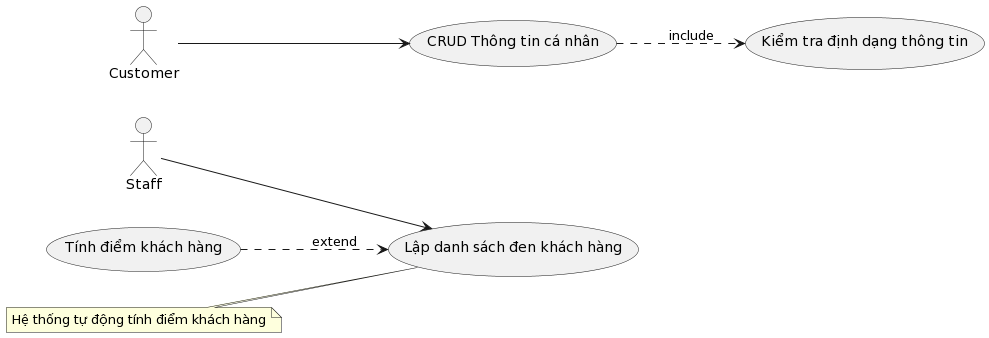 Customer
CRUD Thông tin cá nhân
include
Kiểm tra định dạng thông tin
Staff
Tính điểm khách hàng
extend
Lập danh sách đen khách hàng
Hệ thống tự động tính điểm khách hàng